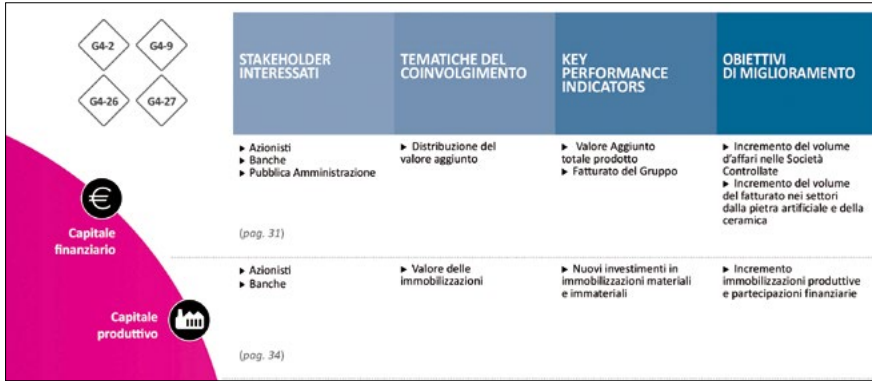 G4-2
G4-9
G4-26
G4-27
STAKEHOLDER
INTERESSATI
TEMATICHE DEL
COINVOLGIMENTO
KEY
PERFORMANCE
INDICATORS
OBIETTIVI
DI MIGLIORAMENTO
Capitale
finanziario
► Azionisti
► Banche
► Pubblica Amministrazione
(pag. 31)
► Distribuzione del
valore aggiunto
► Valore Aggiunto
totale prodotto
► Fatturato del Gruppo
► Incremento del volume
d'affari nelle Società
Controllate
► Incremento del volume
del fatturato nei settori
dalla pietra artificiale e della
ceramica
Capitale
produttivo
► Azionisti
► Banche
(pag. 34)
► Valore delle
immobilizzazioni
► Nuovi investimenti in
immobilizzazioni materiali
e immateriali
► Incremento
immobilizzazioni produttive
e partecipazioni finanziarie